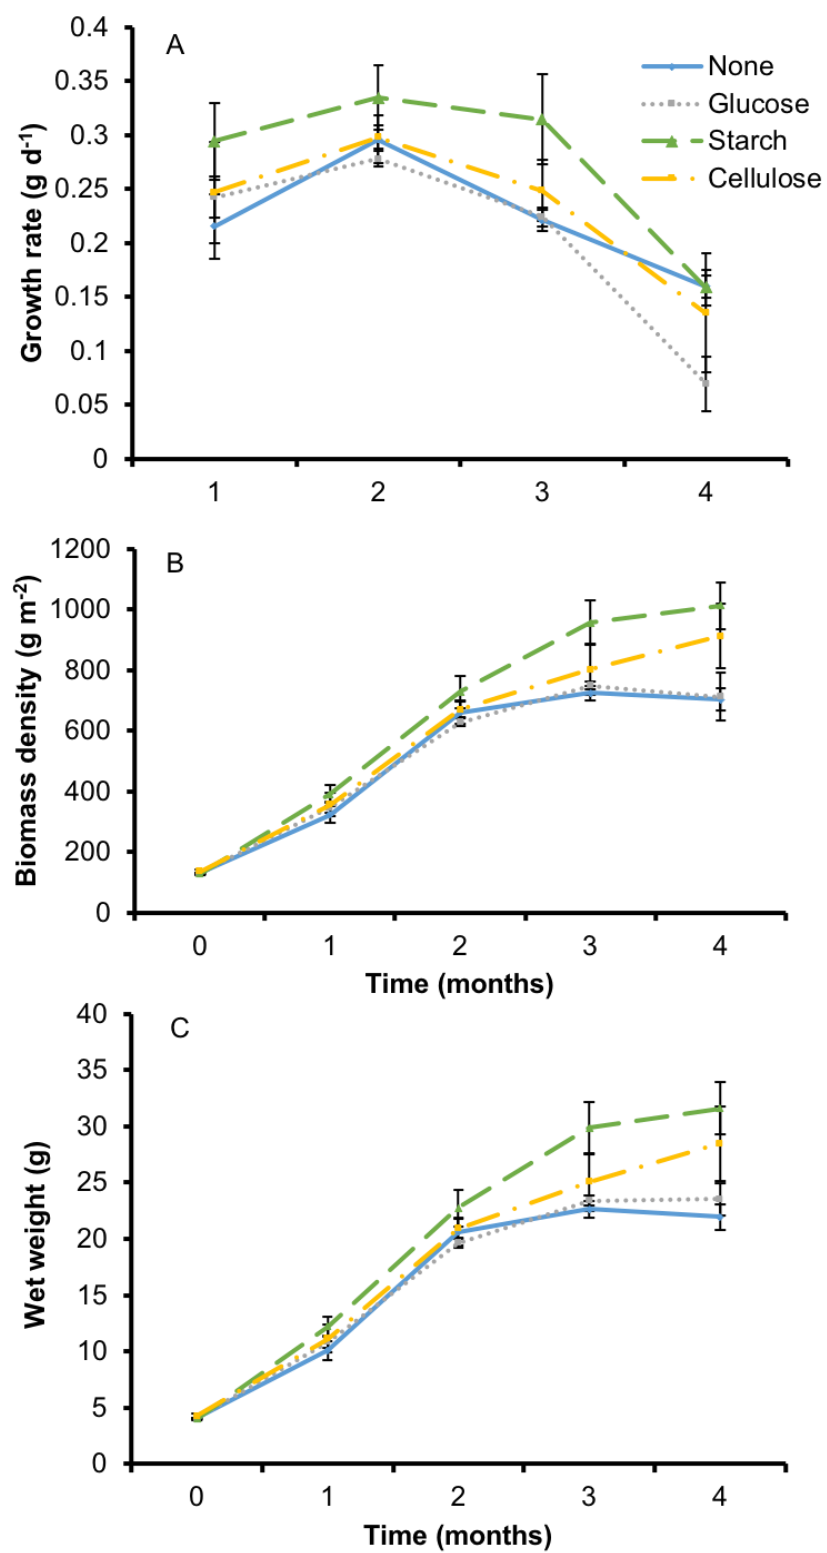 A
None
Glucose
Starch
Cellulose
Growth rate (g d-1)
0.4
0.35
0.3
0.25
0.2
0.15
0.1
0.05
0
1 2 3 4
B
Biomass density (g m-2)
1200
1000
800
600
400
200
0
0 1 2 3 4
Time (months)
C
Wet weight (g)
40
35
30
25
20
15
10
5
0
0 1 2 3 4
Time (months)